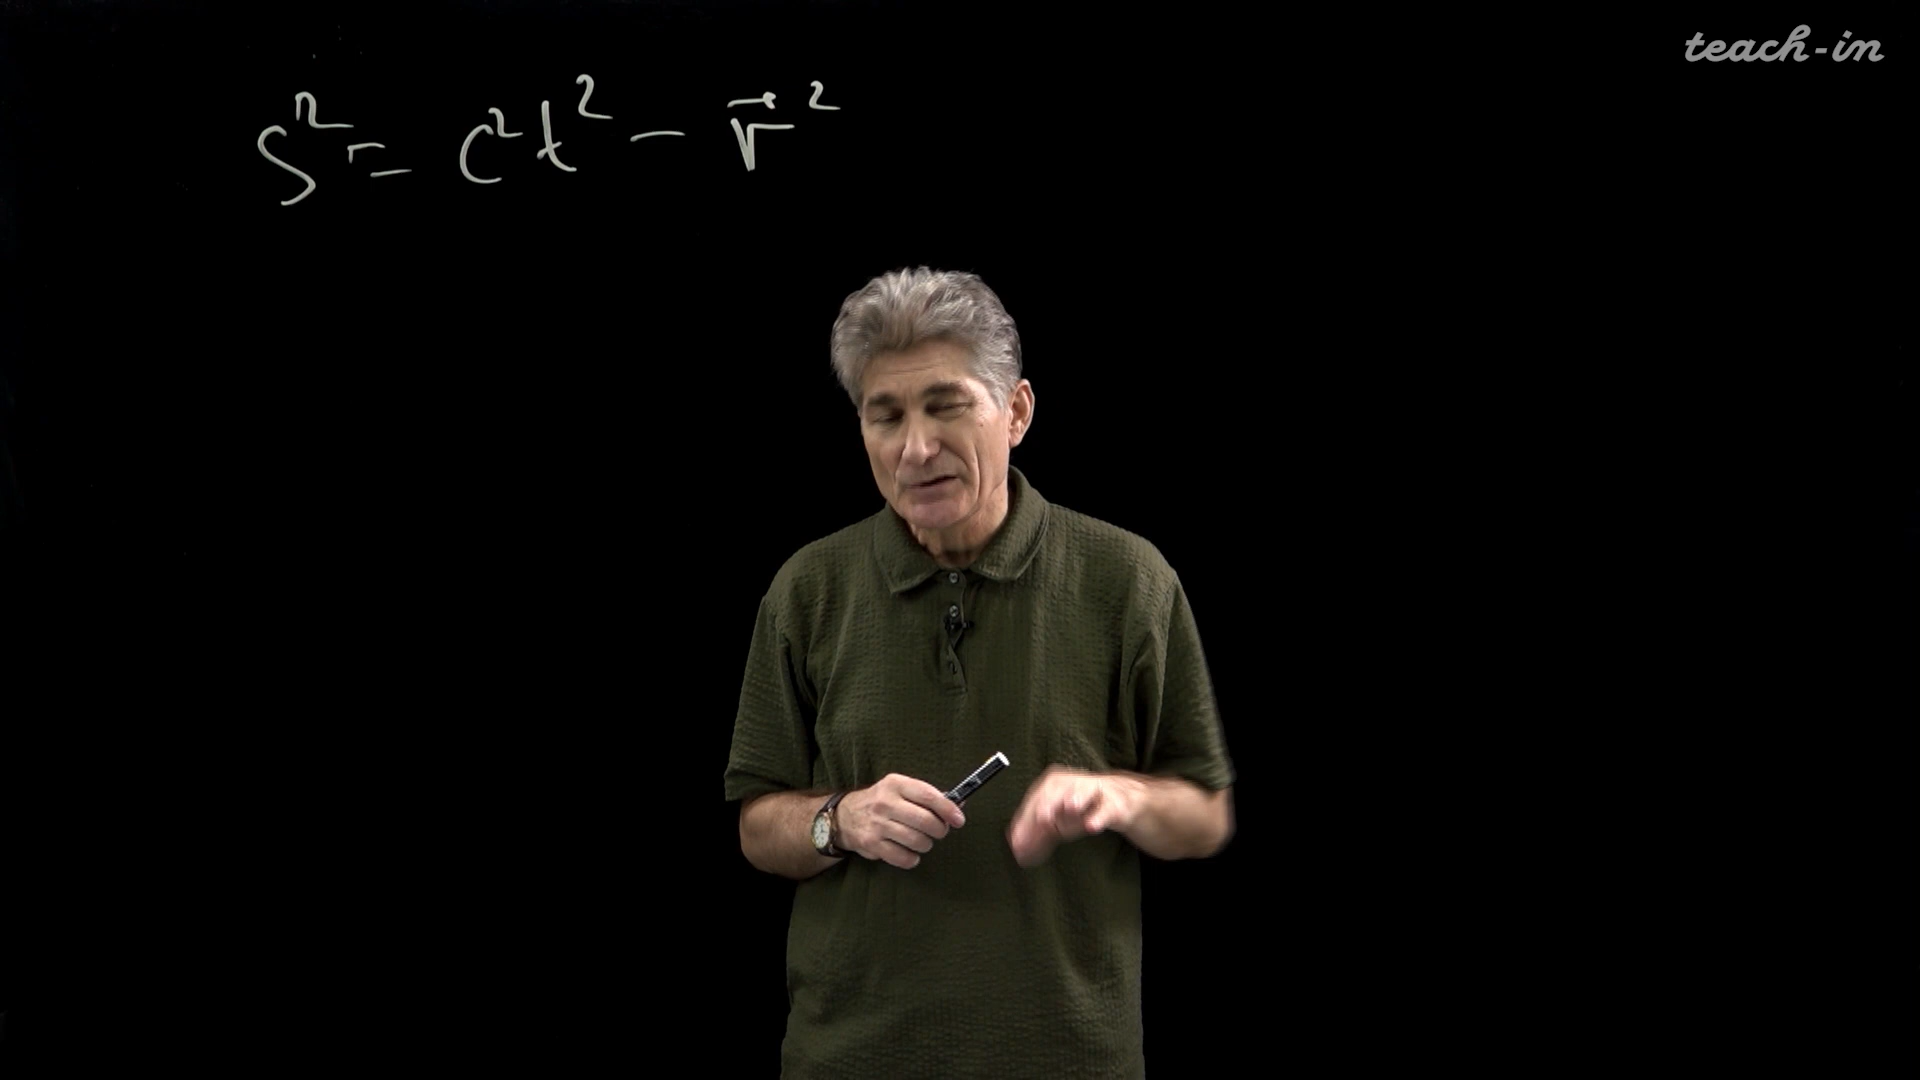 S² = c²t² − r⃗²
teach-in